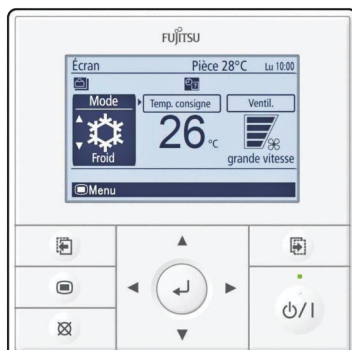 FUJITSU
Écran Pièce 28°C Lu 10:00
Mode Temp. consigne Ventil.
26 °C
Froid grande vitesse
Menu